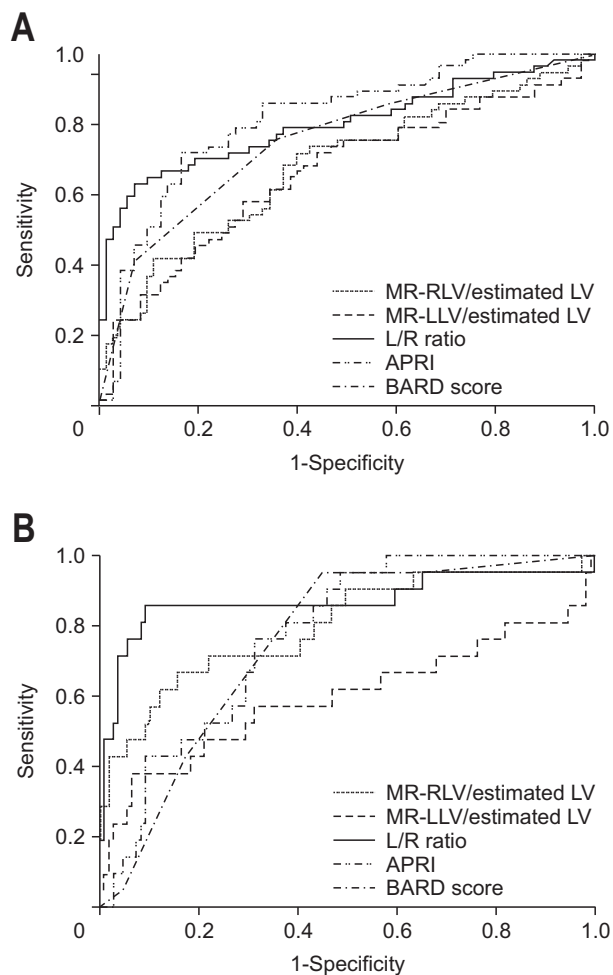 A
1.0
0.8
0.6
0.4
0.2
Sensitivity
MR-RLV/estimated LV
MR-LLV/estimated LV
L/R ratio
APRI
BARD score
0 0.2 0.4 0.6 0.8 1.0
1-Specificity
B
1.0
0.8
0.6
0.4
0.2
Sensitivity
MR-RLV/estimated LV
MR-LLV/estimated LV
L/R ratio
APRI
BARD score
0 0.2 0.4 0.6 0.8 1.0
1-Specificity